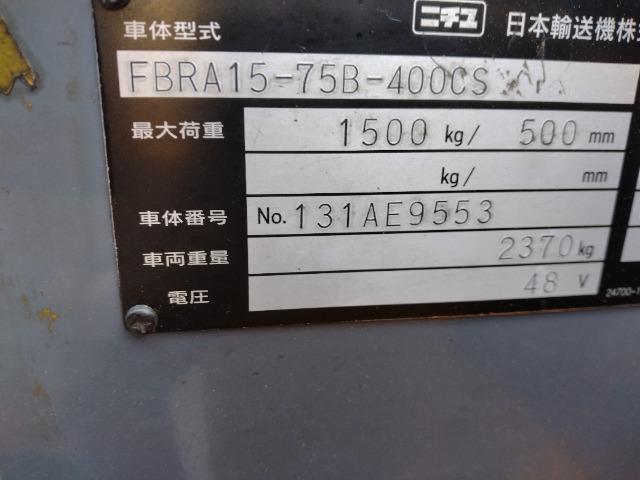 ニチユ 日本輸送機株
車体型式
FBRA15-75B-400CS
最大荷重 1500 kg/ 500 mm
kg/ mm
車体番号 No. 131AE9553
車両重量 2370 kg
電圧 48 V
24700-1